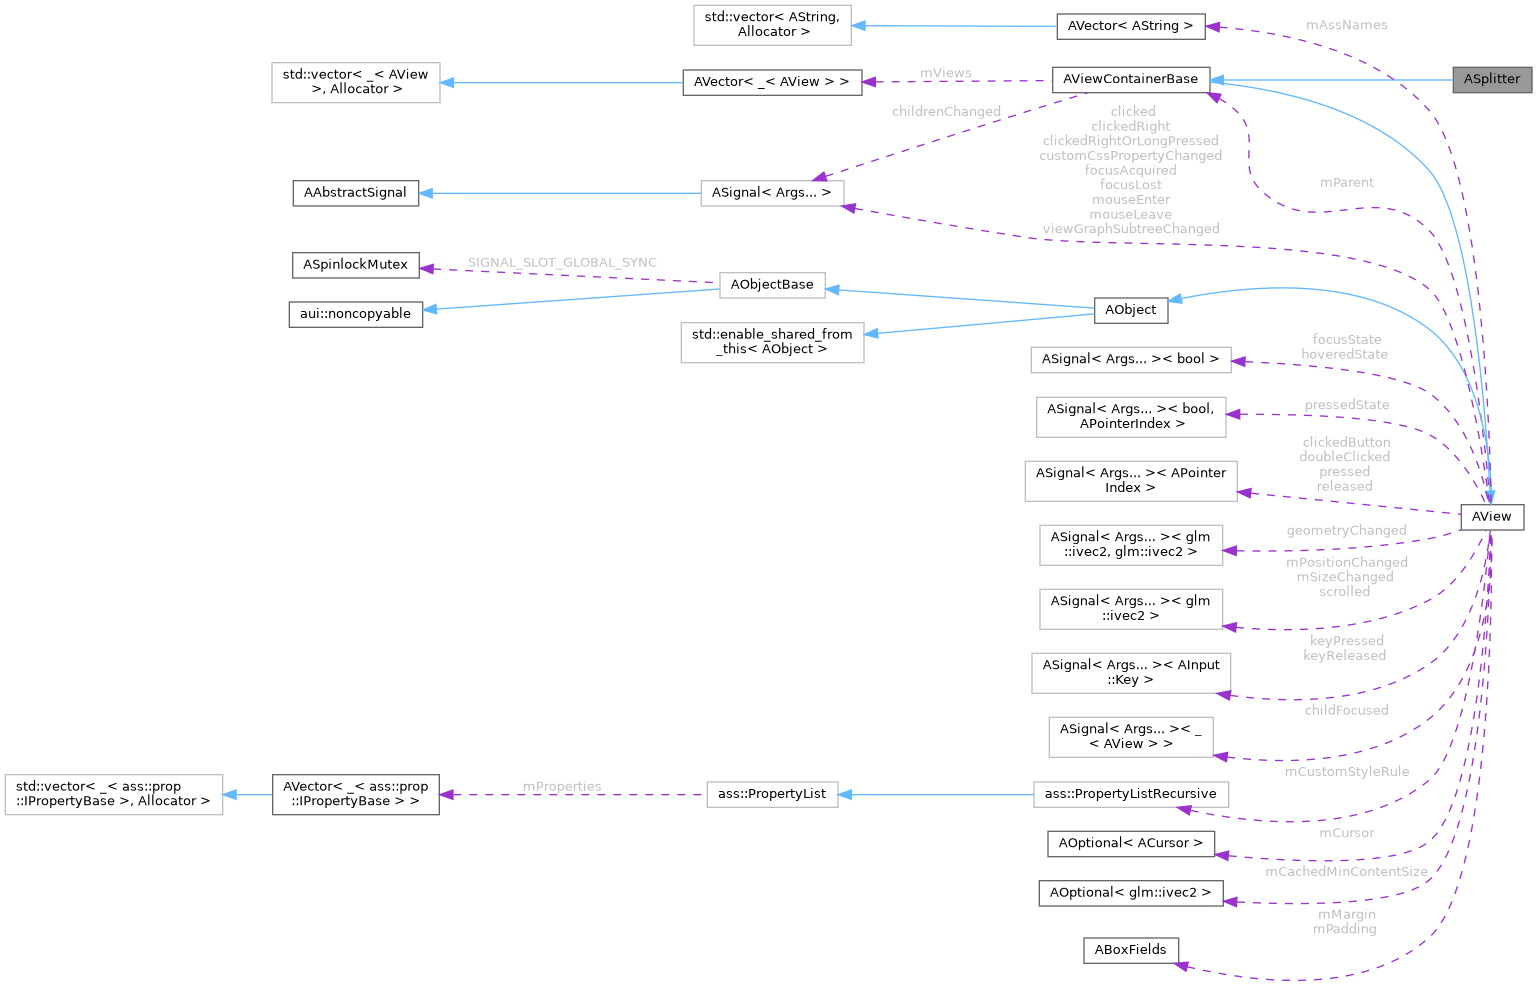 std::vector< AString,
Allocator >
AVector< AString >
mAssNames
std::vector< _< AView
>, Allocator >
AVector< _< AView > >
mViews
AViewContainerBase
ASplitter
childrenChanged
clicked
clickedRight
clickedRightOrLongPressed
customCssPropertyChanged
focusAcquired
focusLost
mouseEnter
mouseLeave
viewGraphSubtreeChanged
mParent
AAbstractSignal
ASignal< Args... >
ASpinlockMutex
SIGNAL_SLOT_GLOBAL_SYNC
AObjectBase
aui::noncopyable
AObject
std::enable_shared_from
_this< AObject >
focusState
hoveredState
ASignal< Args... >< bool >
pressedState
ASignal< Args... >< bool,
APointerIndex >
clickedButton
doubleClicked
pressed
released
ASignal< Args... >< APointer
Index >
AView
geometryChanged
ASignal< Args... >< glm
::ivec2, glm::ivec2 >
mPositionChanged
mSizeChanged
scrolled
ASignal< Args... >< glm
::ivec2 >
keyPressed
keyReleased
ASignal< Args... >< AInput
::Key >
childFocused
ASignal< Args... >< _
< AView > >
mCustomStyleRule
std::vector< _< ass::prop
::IPropertyBase >, Allocator >
AVector< _< ass::prop
::IPropertyBase > >
mProperties
ass::PropertyList
ass::PropertyListRecursive
mCursor
AOptional< ACursor >
mCachedMinContentSize
AOptional< glm::ivec2 >
mMargin
mPadding
ABoxFields